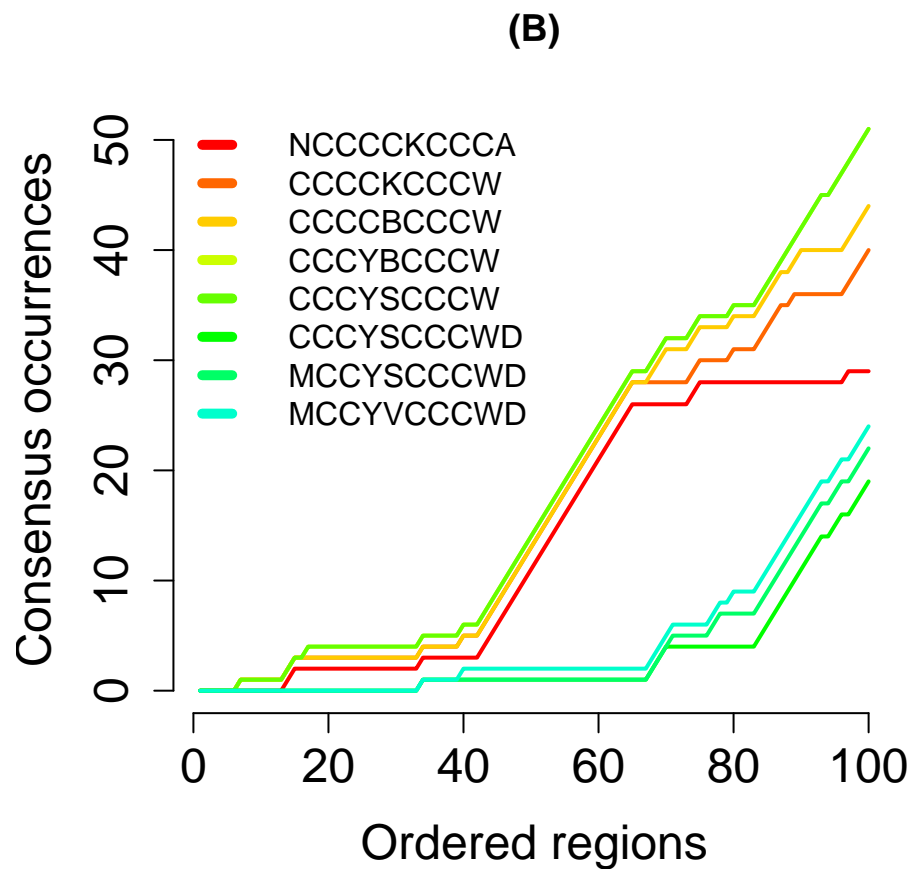 (B)
Consensus occurrences
50
40
30
20
10
0
NCCCCKCCCA
CCCCKCCCW
CCCCBCCCW
CCCYBCCCW
CCCYSCCCW
CCCYSCCCWD
MCCYSCCCWD
MCCYVCCCWD
0 20 40 60 80 100
Ordered regions